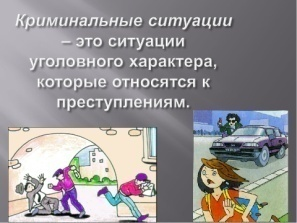 Криминальные ситуации
– это ситуации
уголовного характера,
которые относятся к
преступлениям.